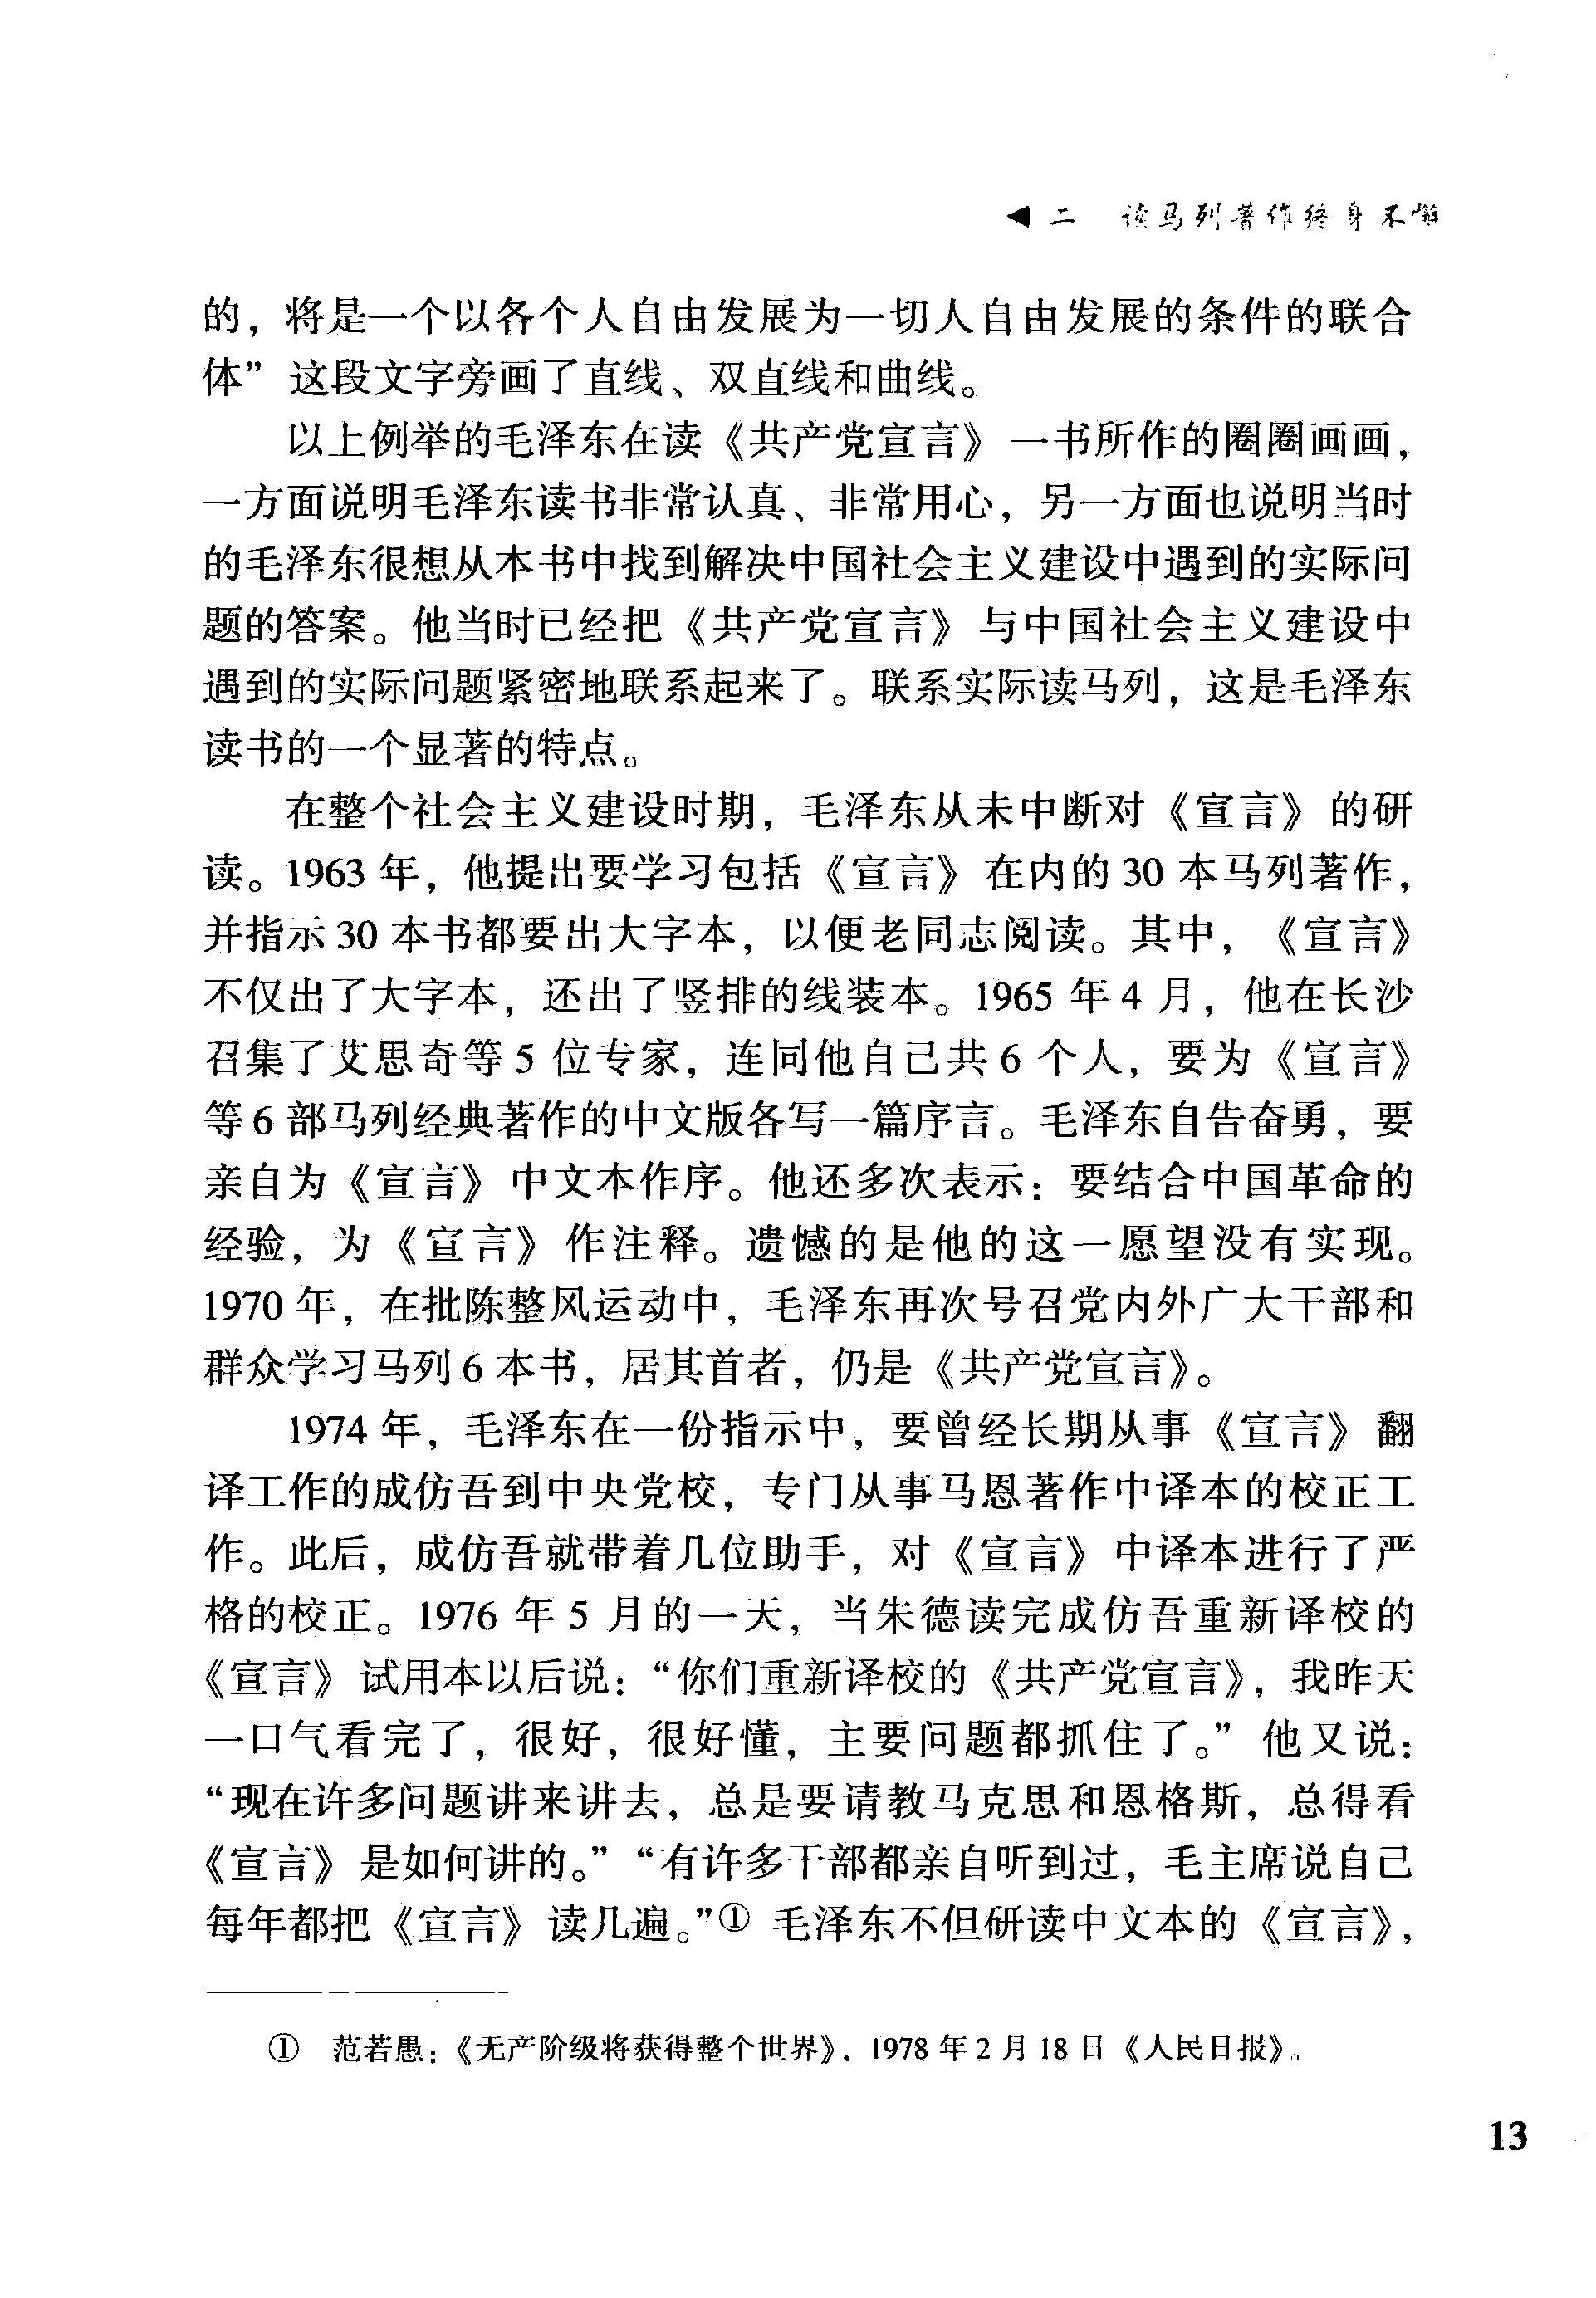 ◀ 二 读马列著作终身不懈
的，将是一个以各个人自由发展为一切人自由发展的条件的联合
体”这段文字旁画了直线、双直线和曲线。
以上例举的毛泽东在读《共产党宣言》一书所作的圈圈画画，
一方面说明毛泽东读书非常认真、非常用心，另一方面也说明当时
的毛泽东很想从本书中找到解决中国社会主义建设中遇到的实际问
题的答案。他当时已经把《共产党宣言》与中国社会主义建设中
遇到的实际问题紧密地联系起来了。联系实际读马列，这是毛泽东
读书的一个显著的特点。
在整个社会主义建设时期，毛泽东从未中断对《宣言》的研
读。1963 年，他提出要学习包括《宣言》在内的 30 本马列著作，
并指示 30 本书都要出大字本，以便老同志阅读。其中，《宣言》
不仅出了大字本，还出了竖排的线装本。1965 年 4 月，他在长沙
召集了艾思奇等 5 位专家，连同他自己共 6 个人，要为《宣言》
等 6 部马列经典著作的中文版各写一篇序言。毛泽东自告奋勇，要
亲自为《宣言》中文本作序。他还多次表示：要结合中国革命的
经验，为《宣言》作注释。遗憾的是他的这一愿望没有实现。
1970 年，在批陈整风运动中，毛泽东再次号召党内外广大干部和
群众学习马列 6 本书，居其首者，仍是《共产党宣言》。
1974 年，毛泽东在一份指示中，要曾经长期从事《宣言》翻
译工作的成仿吾到中央党校，专门从事马恩著作中译本的校正工
作。此后，成仿吾就带着几位助手，对《宣言》中译本进行了严
格的校正。1976 年 5 月的一天，当朱德读完成仿吾重新译校的
《宣言》试用本以后说：“你们重新译校的《共产党宣言》，我昨天
一口气看完了，很好，很好懂，主要问题都抓住了。”他又说：
“现在许多问题讲来讲去，总是要请教马克思和恩格斯，总得看
《宣言》是如何讲的。”“有许多干部都亲自听到过，毛主席说自己
每年都把《宣言》读几遍。”① 毛泽东不但研读中文本的《宣言》，
① 范若愚：《无产阶级将获得整个世界》，1978 年 2 月 18 日《人民日报》。
13